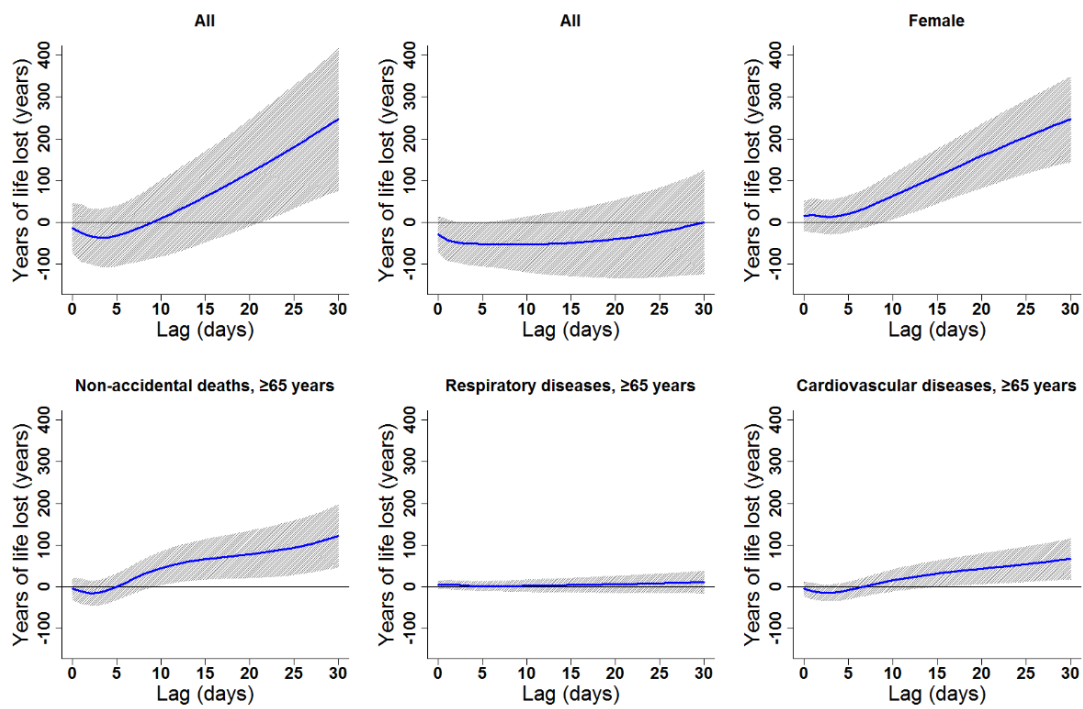 All
Years of life lost (years)
400
300
200
100
0
-100
0 5 10 15 20 25 30
Lag (days)
All
Years of life lost (years)
400
300
200
100
0
-100
0 5 10 15 20 25 30
Lag (days)
Female
Years of life lost (years)
400
300
200
100
0
-100
0 5 10 15 20 25 30
Lag (days)
Non-accidental deaths, ≥65 years
Years of life lost (years)
400
300
200
100
0
-100
0 5 10 15 20 25 30
Lag (days)
Respiratory diseases, ≥65 years
Years of life lost (years)
400
300
200
100
0
-100
0 5 10 15 20 25 30
Lag (days)
Cardiovascular diseases, ≥65 years
Years of life lost (years)
400
300
200
100
0
-100
0 5 10 15 20 25 30
Lag (days)